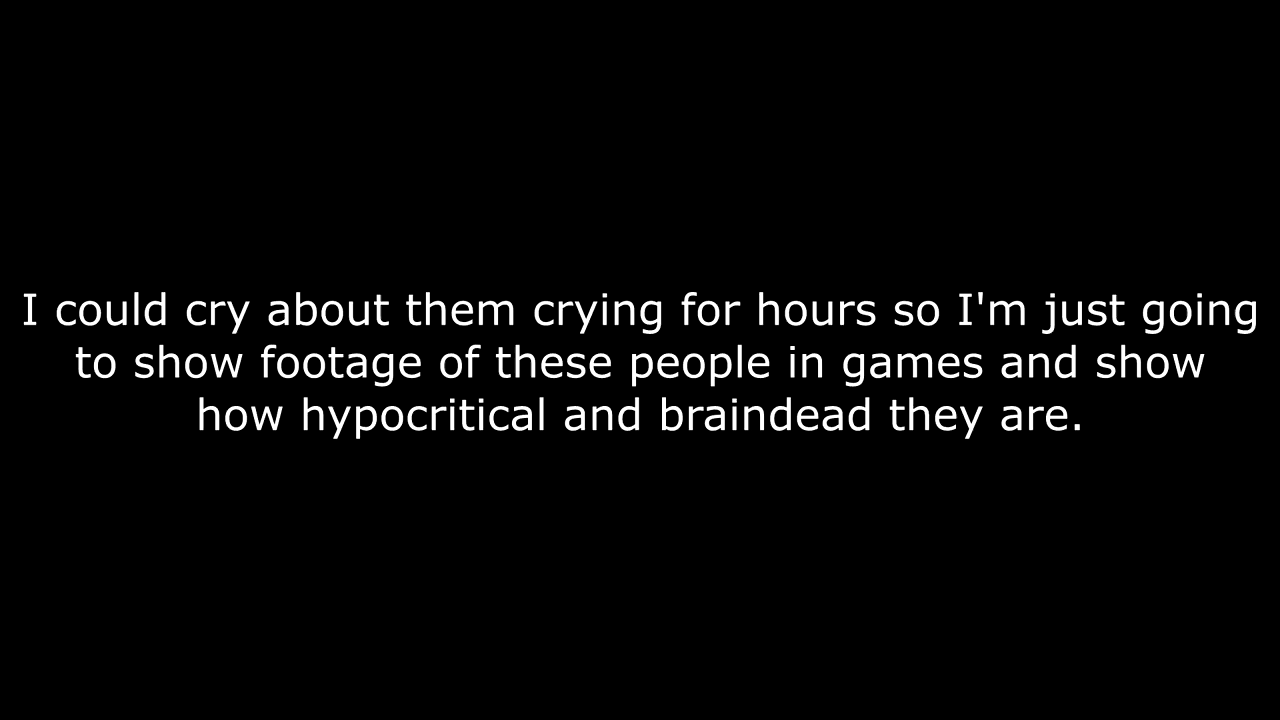 I could cry about them crying for hours so I'm just going
to show footage of these people in games and show
how hypocritical and braindead they are.